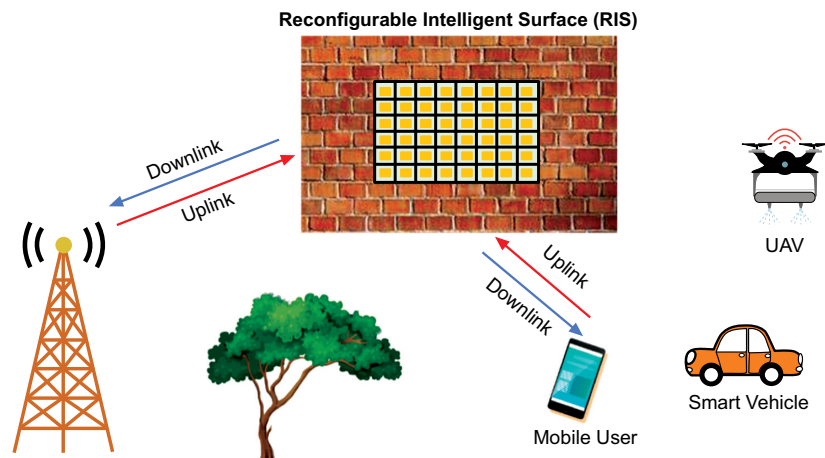 Reconfigurable Intelligent Surface (RIS)
Downlink
Uplink
UAV
Uplink
Downlink
Smart Vehicle
Mobile User